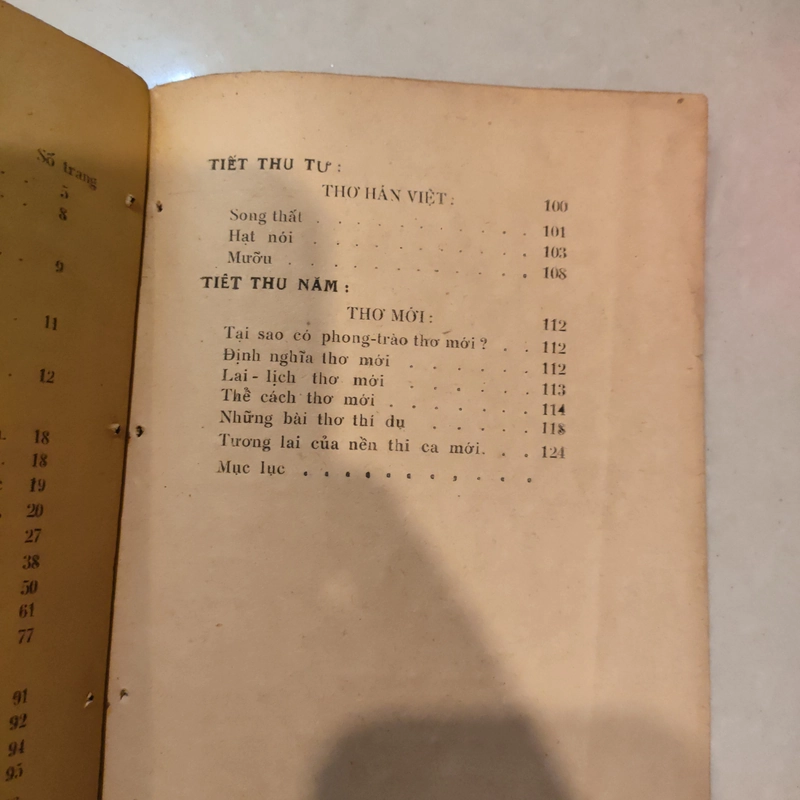 Số trang
5
8
9
11
12
18
18
19
20
27
38
50
61
77
91
92
94
95
TIẾT THU TƯ :
THƠ HÁN VIỆT : 100
Song thất . . . . . . . . 101
Hạt nói . . . . . . . . 103
Mưỡu . . . . . . . . . 108
TIẾT THU NĂM :
THƠ MỚI : 112
Tại sao có phong-trào thơ mới ? . . 112
Định nghĩa thơ mới . . . . . 112
Lai - lịch thơ mới . . . . . 113
Thể cách thơ mới . . . . . . 114
Những bài thơ thí dụ . . . . . 118
Tương lai của nền thi ca mới. . . 124
Mục lục . . . . . . . , . . .